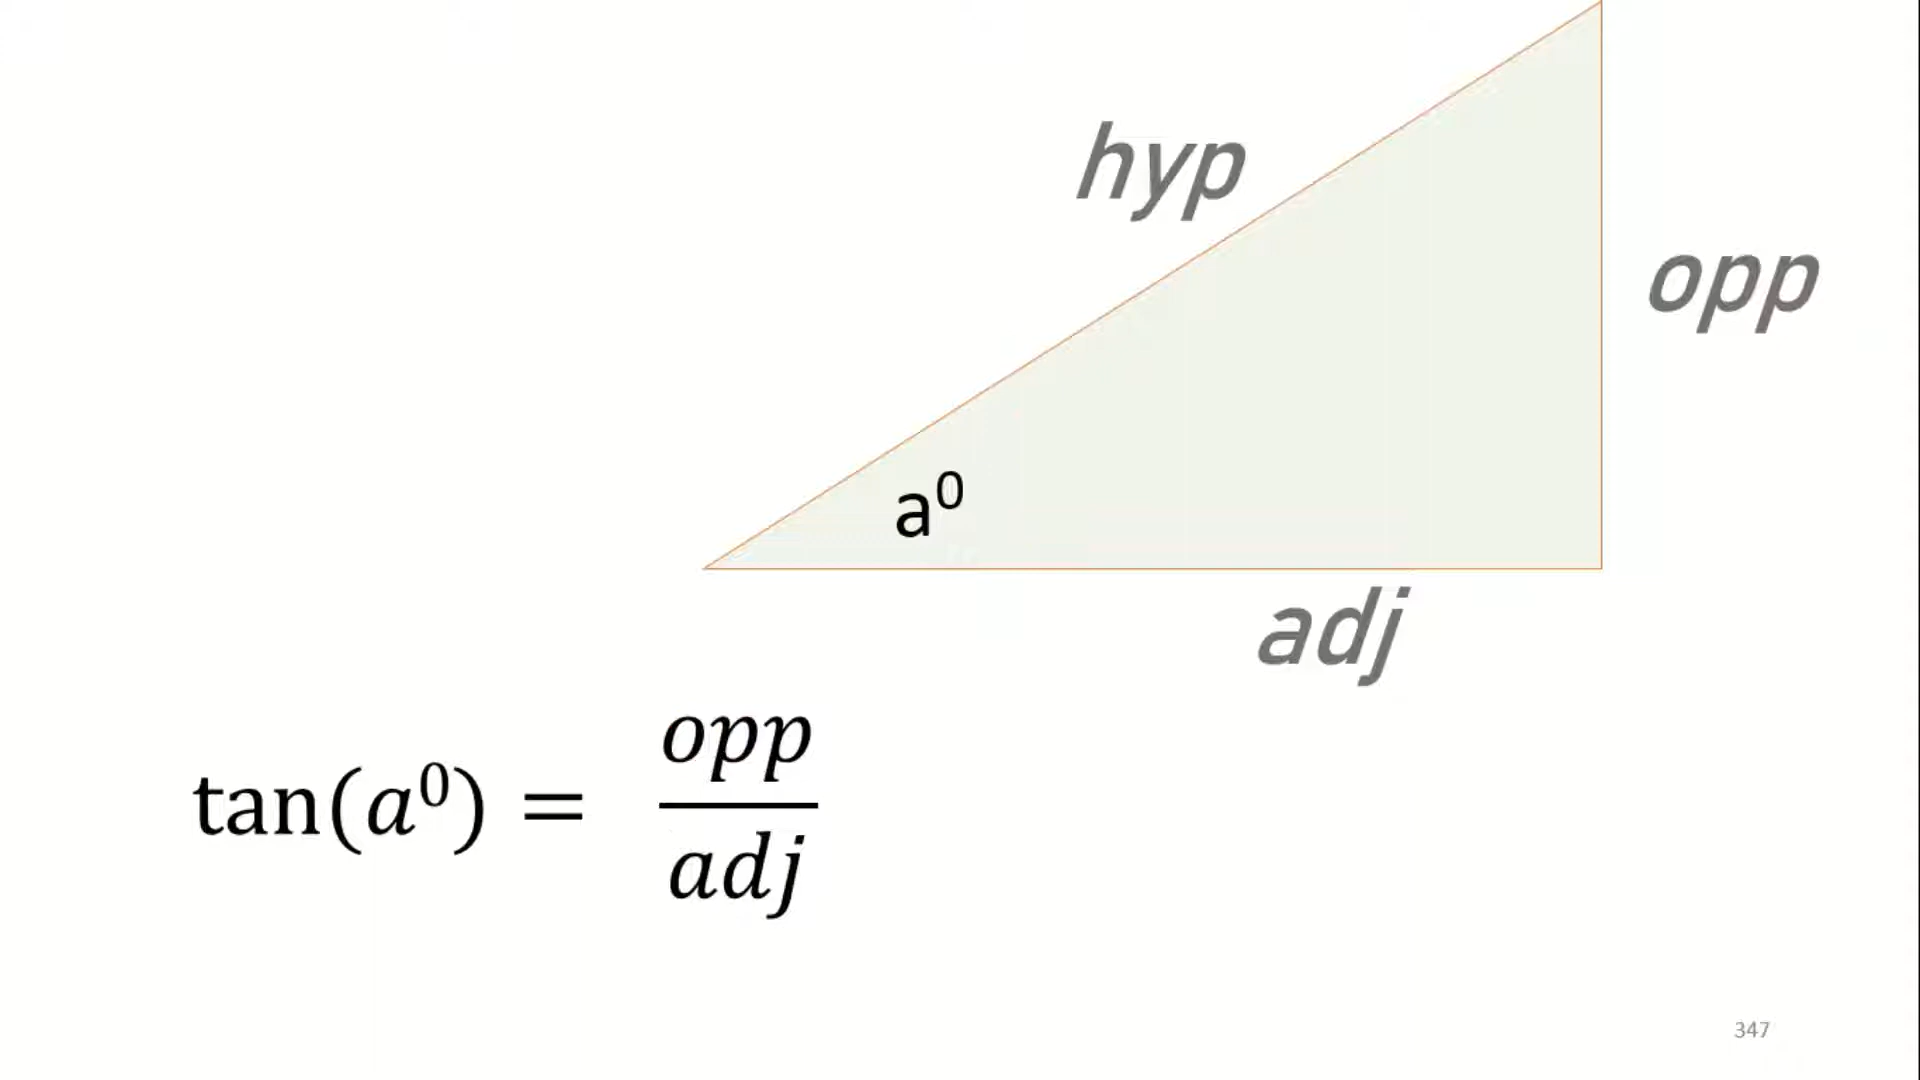 hyp
opp
a⁰
adj
tan(a⁰) = opp/adj
347